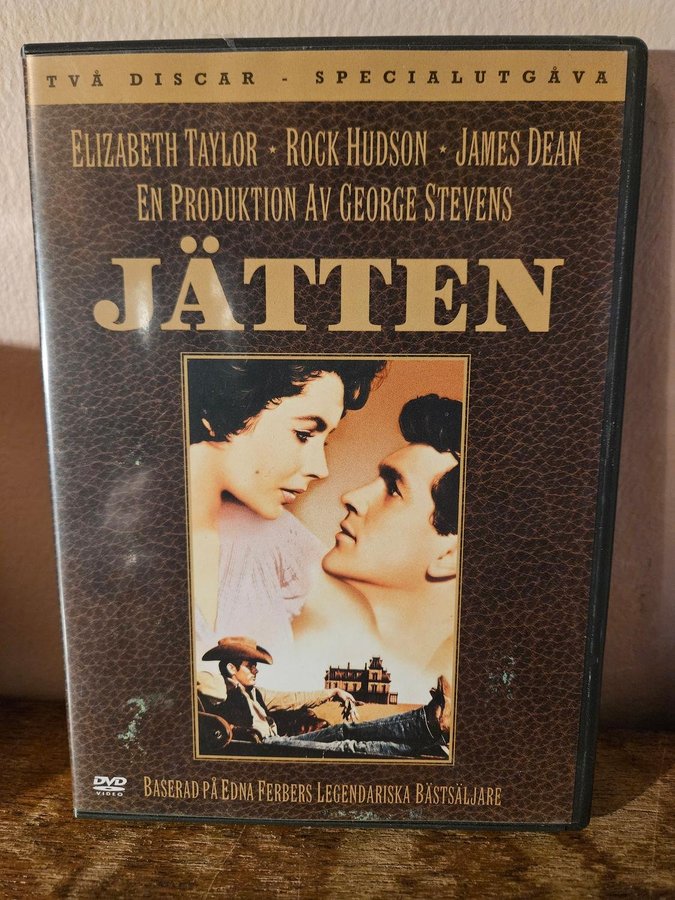 TVÅ DISCAR - SPECIALUTGÅVA
ELIZABETH TAYLOR ★ ROCK HUDSON ★ JAMES DEAN
EN PRODUKTION AV GEORGE STEVENS
JÄTTEN
DVD
VIDEO
BASERAD PÅ EDNA FERBERS LEGENDARISKA BÄSTSÄLJARE